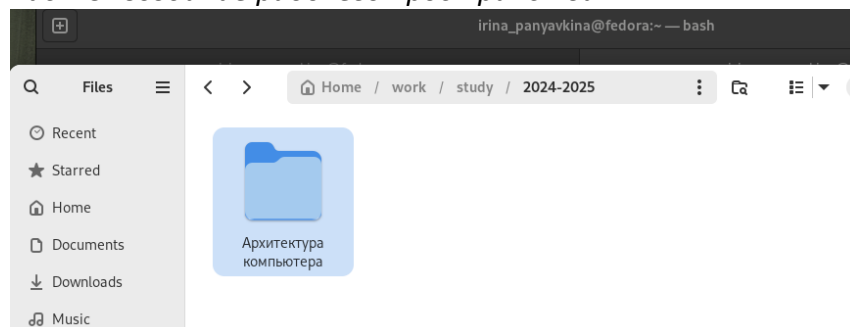 irina_panyavkina@fedora:~ — bash
Files
Home / work / study / 2024-2025
Recent
Starred
Home
Documents
Downloads
Music
Архитектура
компьютера